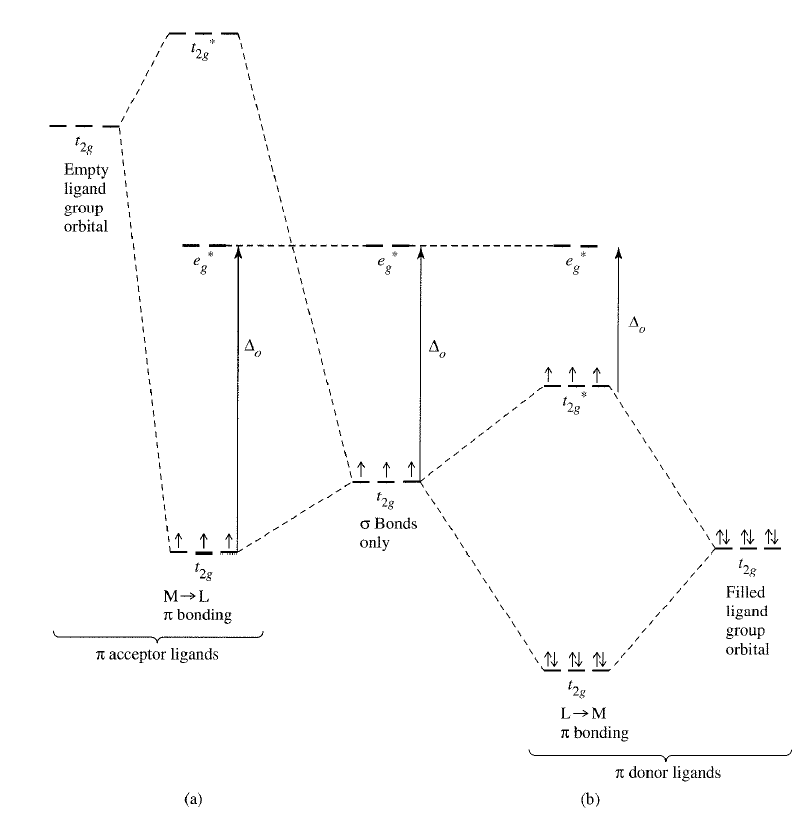 t2g*
t2g
Empty
ligand
group
orbital
eg*
eg*
eg*
Δo
Δo
Δo
t2g*
t2g
σ Bonds
only
t2g
M→L
π bonding
π acceptor ligands
t2g
Filled
ligand
group
orbital
t2g
L→M
π bonding
π donor ligands
(a)
(b)